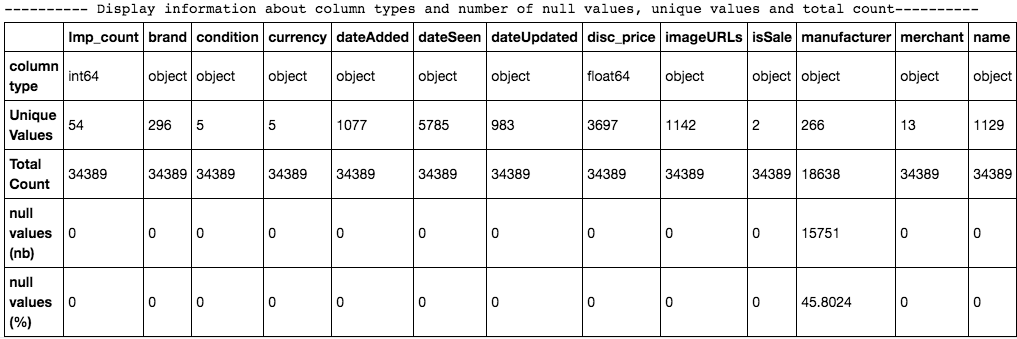 ---------- Display information about column types and number of null values, unique values and total count----------
Imp_count brand condition currency dateAdded dateSeen dateUpdated disc_price imageURLs isSale manufacturer merchant name
column type int64 object object object object object object float64 object object object object object
Unique Values 54 296 5 5 1077 5785 983 3697 1142 2 266 13 1129
Total Count 34389 34389 34389 34389 34389 34389 34389 34389 34389 34389 18638 34389 34389
null values (nb) 0 0 0 0 0 0 0 0 0 0 15751 0 0
null values (%) 0 0 0 0 0 0 0 0 0 0 45.8024 0 0